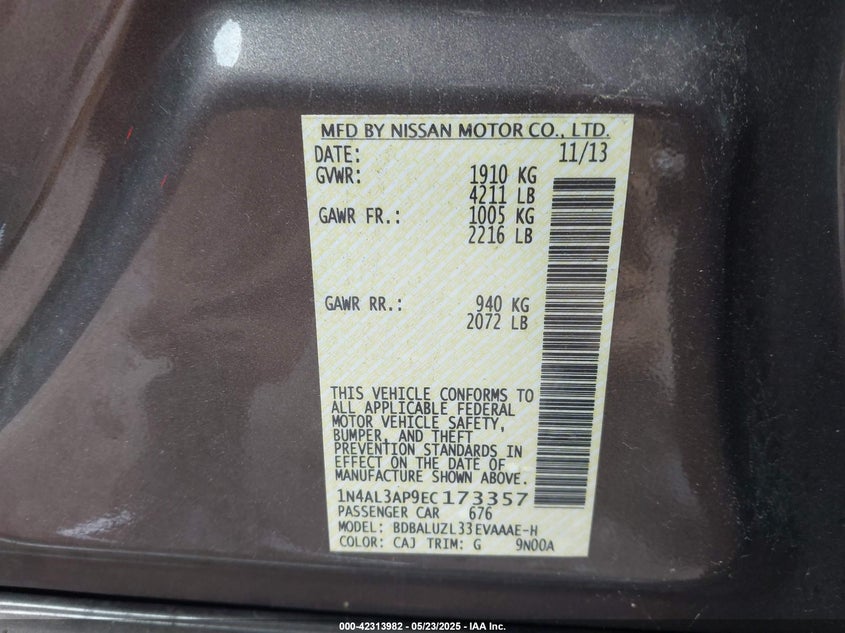 MFD BY NISSAN MOTOR CO., LTD.
DATE: 11/13
GVWR: 1910 KG
4211 LB
GAWR FR.: 1005 KG
2216 LB
GAWR RR.: 940 KG
2072 LB
THIS VEHICLE CONFORMS TO
ALL APPLICABLE FEDERAL
MOTOR VEHICLE SAFETY,
BUMPER, AND THEFT
PREVENTION STANDARDS IN
EFFECT ON THE DATE OF
MANUFACTURE SHOWN ABOVE.
1N4AL3AP9EC173357
PASSENGER CAR 676
MODEL: BDBALUZL33EVAAAE-H
COLOR: CAJ TRIM: G 9N00A
000-42313982 - 05/23/2025 - IAA Inc.